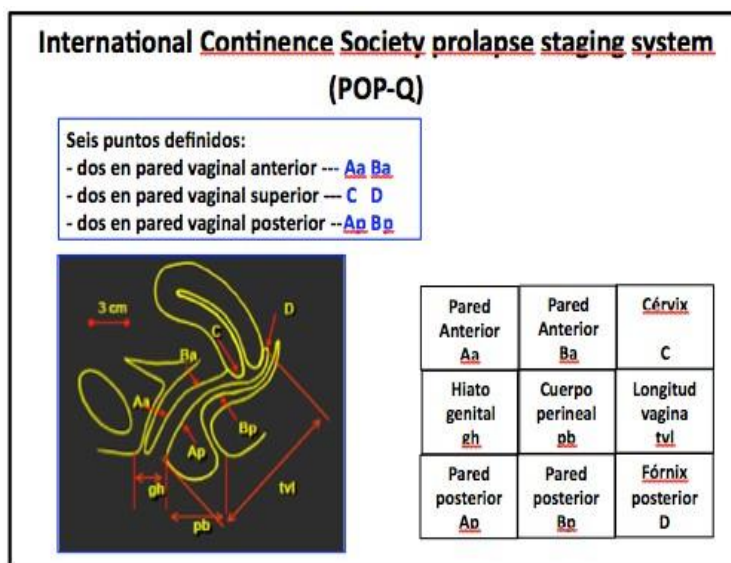 International Continence Society prolapse staging system
(POP-Q)
Seis puntos definidos:
- dos en pared vaginal anterior --- Aa Ba
- dos en pared vaginal superior --- C D
- dos en pared vaginal posterior --Ap Bp
3 cm
C
D
Ba
Aa
Ap
Bp
gh
pb
tvl
Pared
Anterior
Aa
Pared
Anterior
Ba
Cérvix
C
Hiato
genital
gh
Cuerpo
perineal
pb
Longitud
vagina
tvl
Pared
posterior
Ap
Pared
posterior
Bp
Fórnix
posterior
D